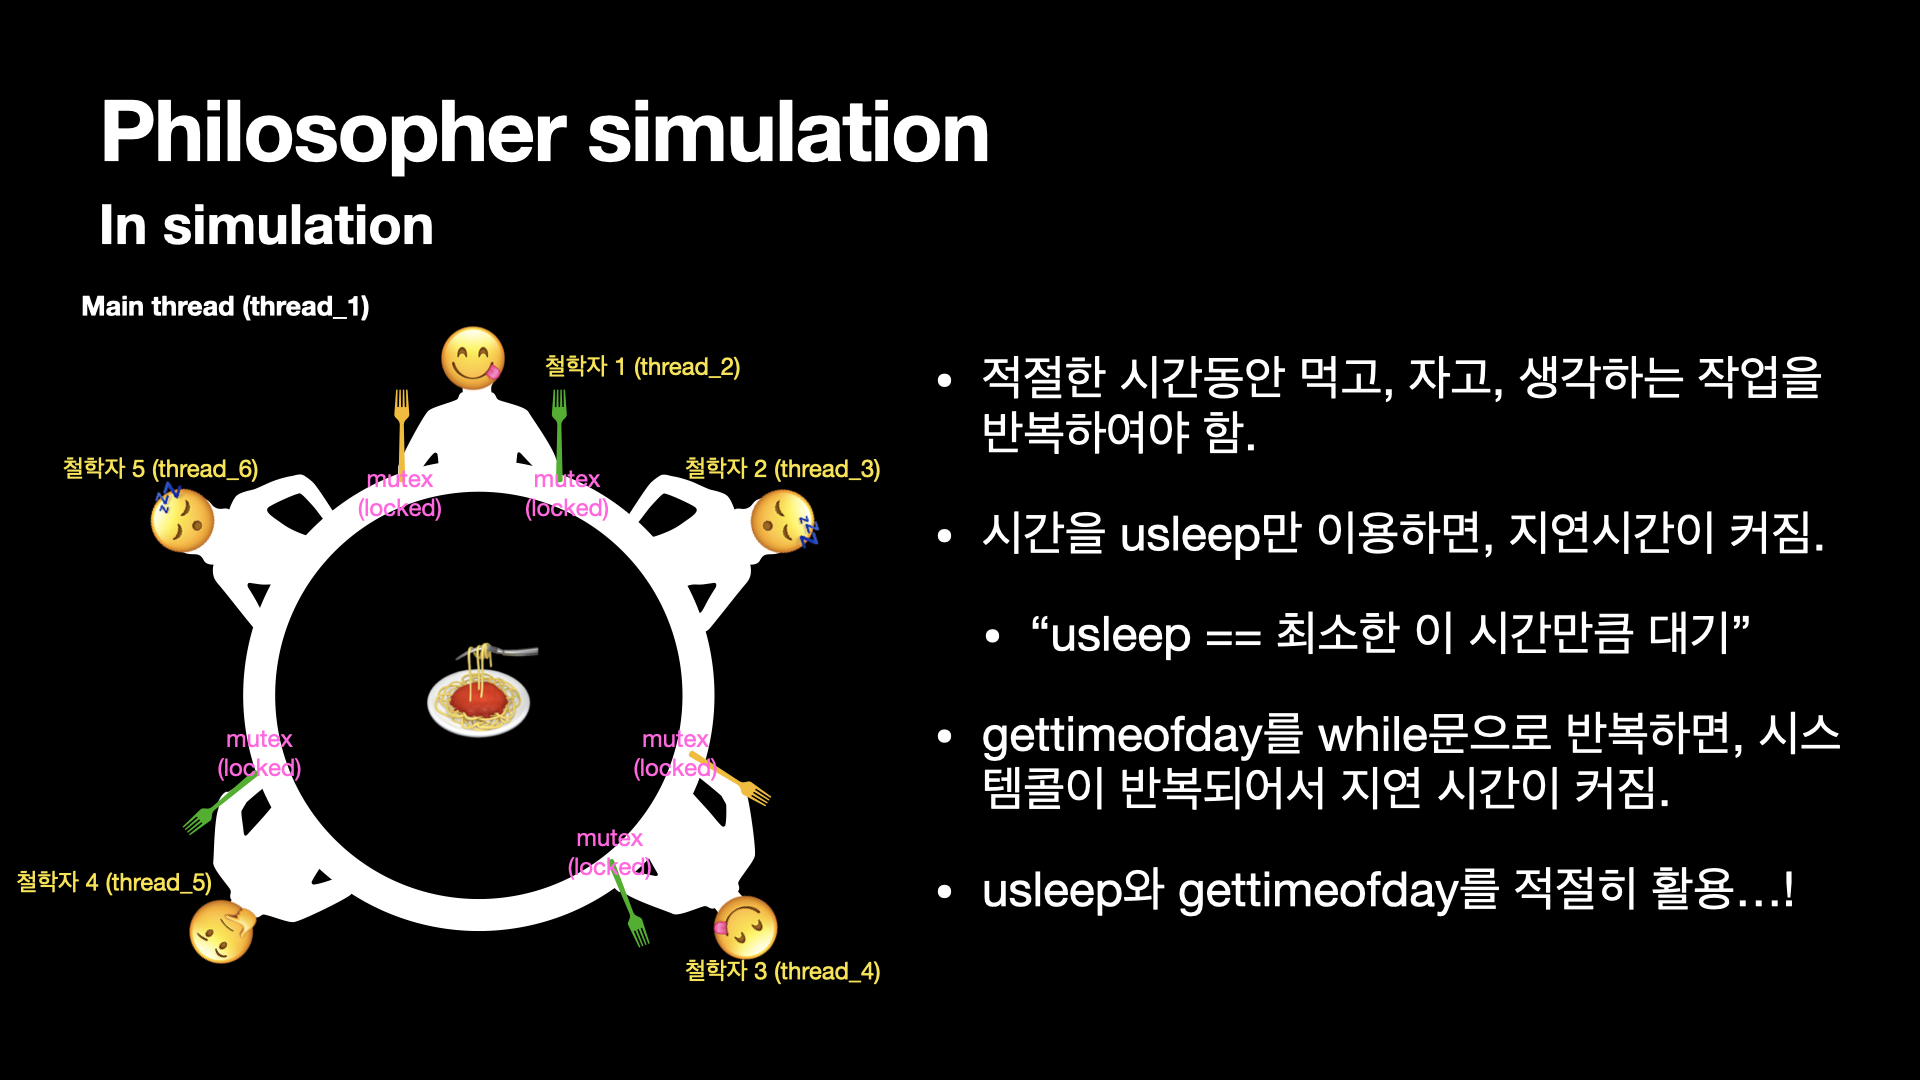 Philosopher simulation
In simulation
Main thread (thread_1)
철학자 1 (thread_2)
철학자 5 (thread_6)
철학자 2 (thread_3)
mutex
(locked)
mutex
(locked)
mutex
(locked)
mutex
(locked)
mutex
(locked)
철학자 4 (thread_5)
철학자 3 (thread_4)
• 적절한 시간동안 먹고, 자고, 생각하는 작업을
반복하여야 함.
• 시간을 usleep만 이용하면, 지연시간이 커짐.
• “usleep == 최소한 이 시간만큼 대기”
• gettimeofday를 while문으로 반복하면, 시스
템콜이 반복되어서 지연 시간이 커짐.
• usleep와 gettimeofday를 적절히 활용…!